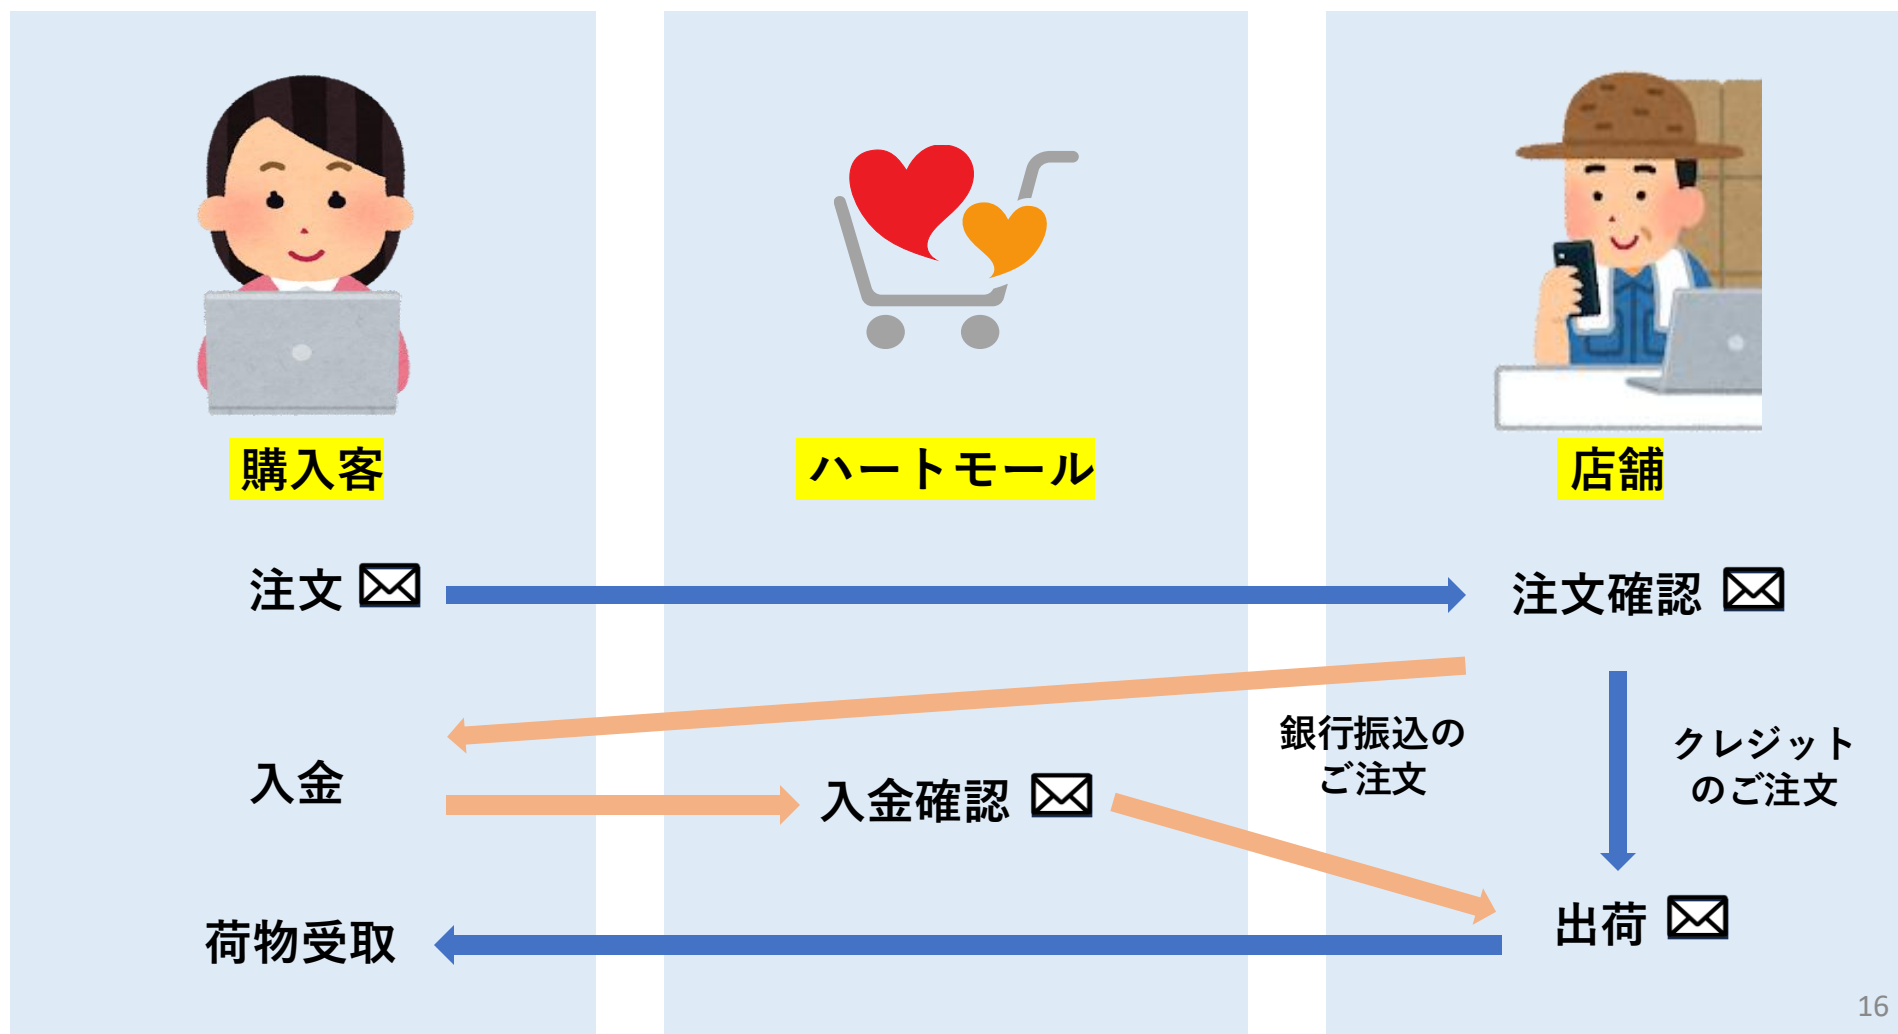 購入客
ハートモール
店舗
注文
注文確認
銀行振込の
ご注文
クレジット
のご注文
入金
入金確認
出荷
荷物受取
16